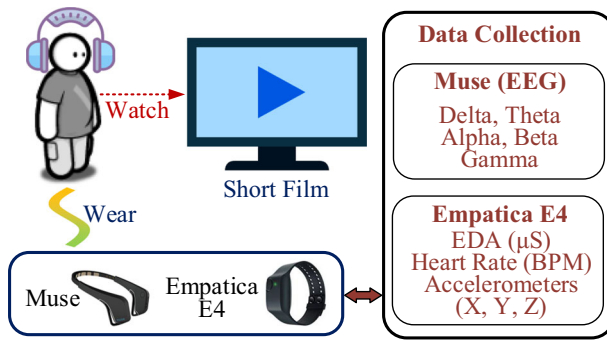 Watch
Short Film
Wear
Muse
Empatica
E4
Data Collection
Muse (EEG)
Delta, Theta
Alpha, Beta
Gamma
Empatica E4
EDA (μS)
Heart Rate (BPM)
Accelerometers
(X, Y, Z)